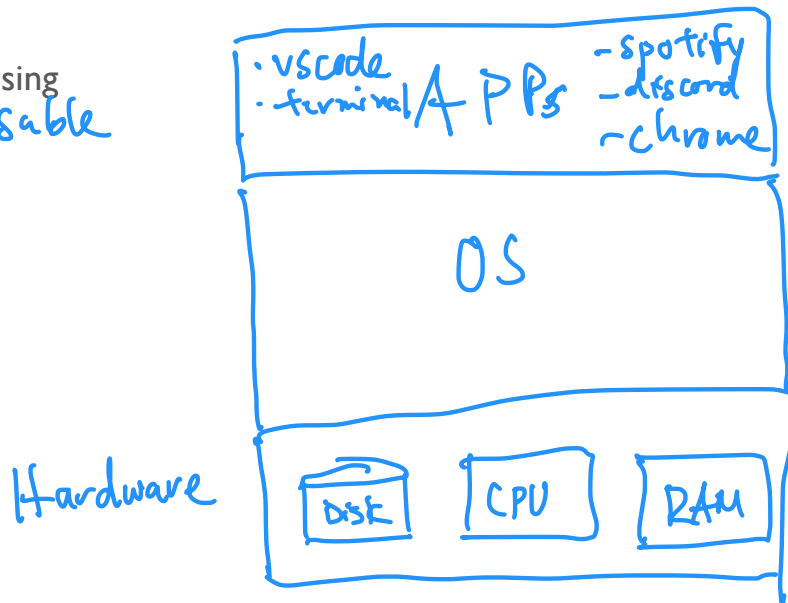 sing
sable
· vscode
· terminal
APPs
- spotify
- discord
- chrome
OS
Hardware
Disk
CPU
RAM